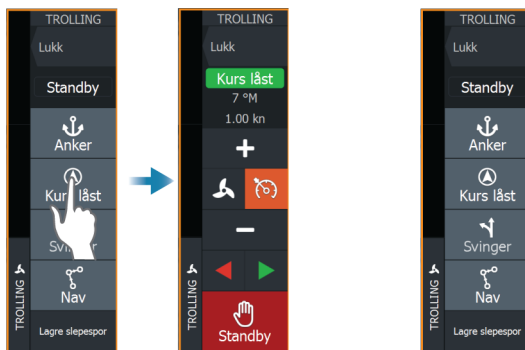 TROLLING
Lukk
Standby
Anker
Kurs låst
Svinger
Nav
Lagre slepespor
TROLLING
TROLLING
Lukk
Kurs låst
7 °M
1.00 kn
Standby
TROLLING
TROLLING
Lukk
Standby
Anker
Kurs låst
Svinger
Nav
Lagre slepespor
TROLLING